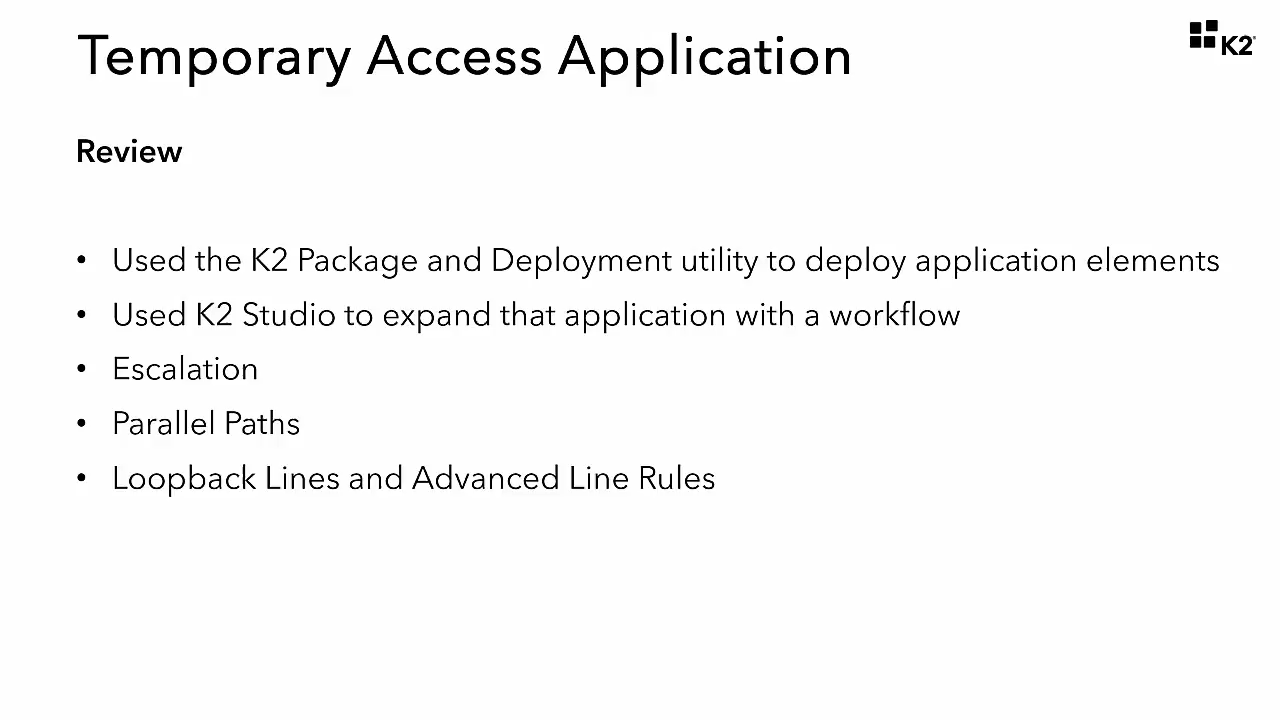 Temporary Access Application
K2
Review
• Used the K2 Package and Deployment utility to deploy application elements
• Used K2 Studio to expand that application with a workflow
• Escalation
• Parallel Paths
• Loopback Lines and Advanced Line Rules